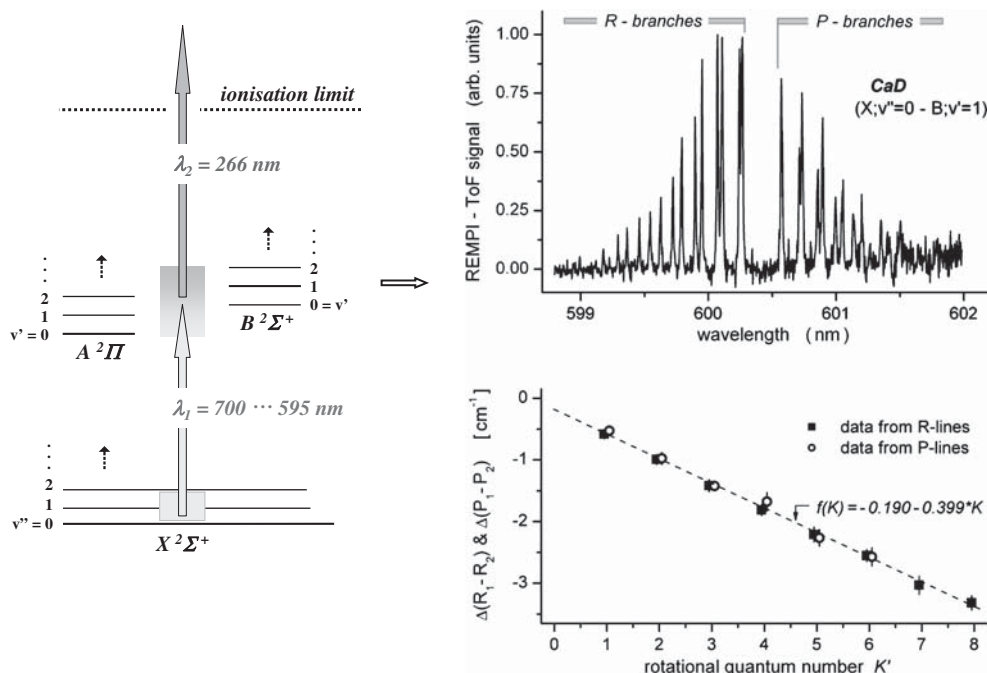 ionisation limit
λ2 = 266 nm
2
1
v' = 0
A ²Π
2
1
0 = v'
B ²Σ⁺
λ1 = 700 ··· 595 nm
2
1
v'' = 0
X ²Σ⁺
R - branches
P - branches
CaD
(X;v''=0 - B;v'=1)
REMPI - ToF signal (arb. units)
1.00
0.75
0.50
0.25
0.00
599
600
601
602
wavelength (nm)
Δ(R₁-R₂) & Δ(P₁-P₂) [cm⁻¹]
0
-1
-2
-3
data from R-lines
data from P-lines
f(K) = - 0.190 - 0.399*K
0
1
2
3
4
5
6
7
8
rotational quantum number K'